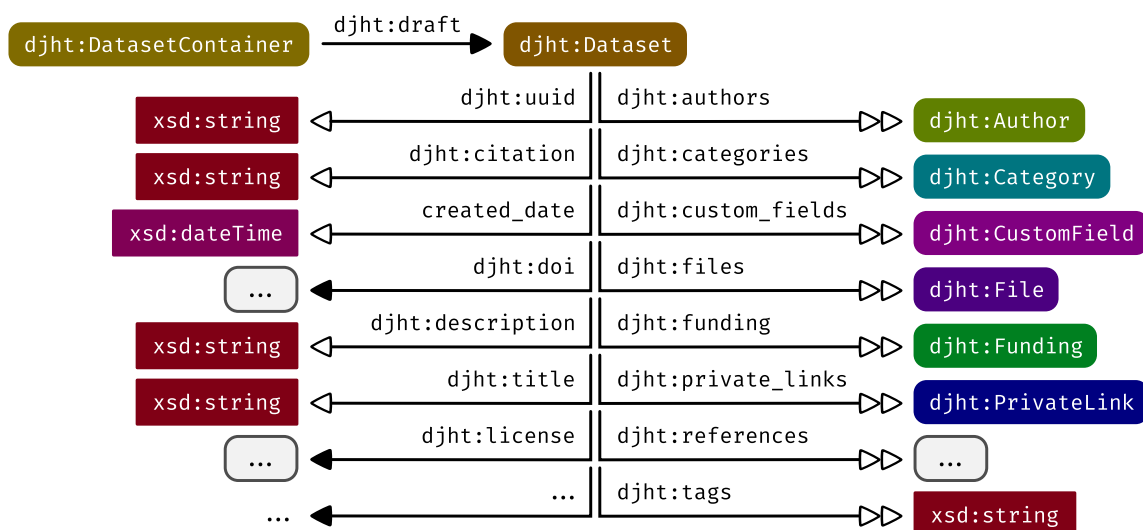 djht:DatasetContainer djht:draft djht:Dataset
djht:uuid djht:authors
xsd:string djht:Author
djht:citation djht:categories
xsd:string djht:Category
created_date djht:custom_fields
xsd:dateTime djht:CustomField
djht:doi djht:files
... djht:File
djht:description djht:funding
xsd:string djht:Funding
djht:title djht:private_links
xsd:string djht:PrivateLink
djht:license djht:references
... ...
... djht:tags
... xsd:string